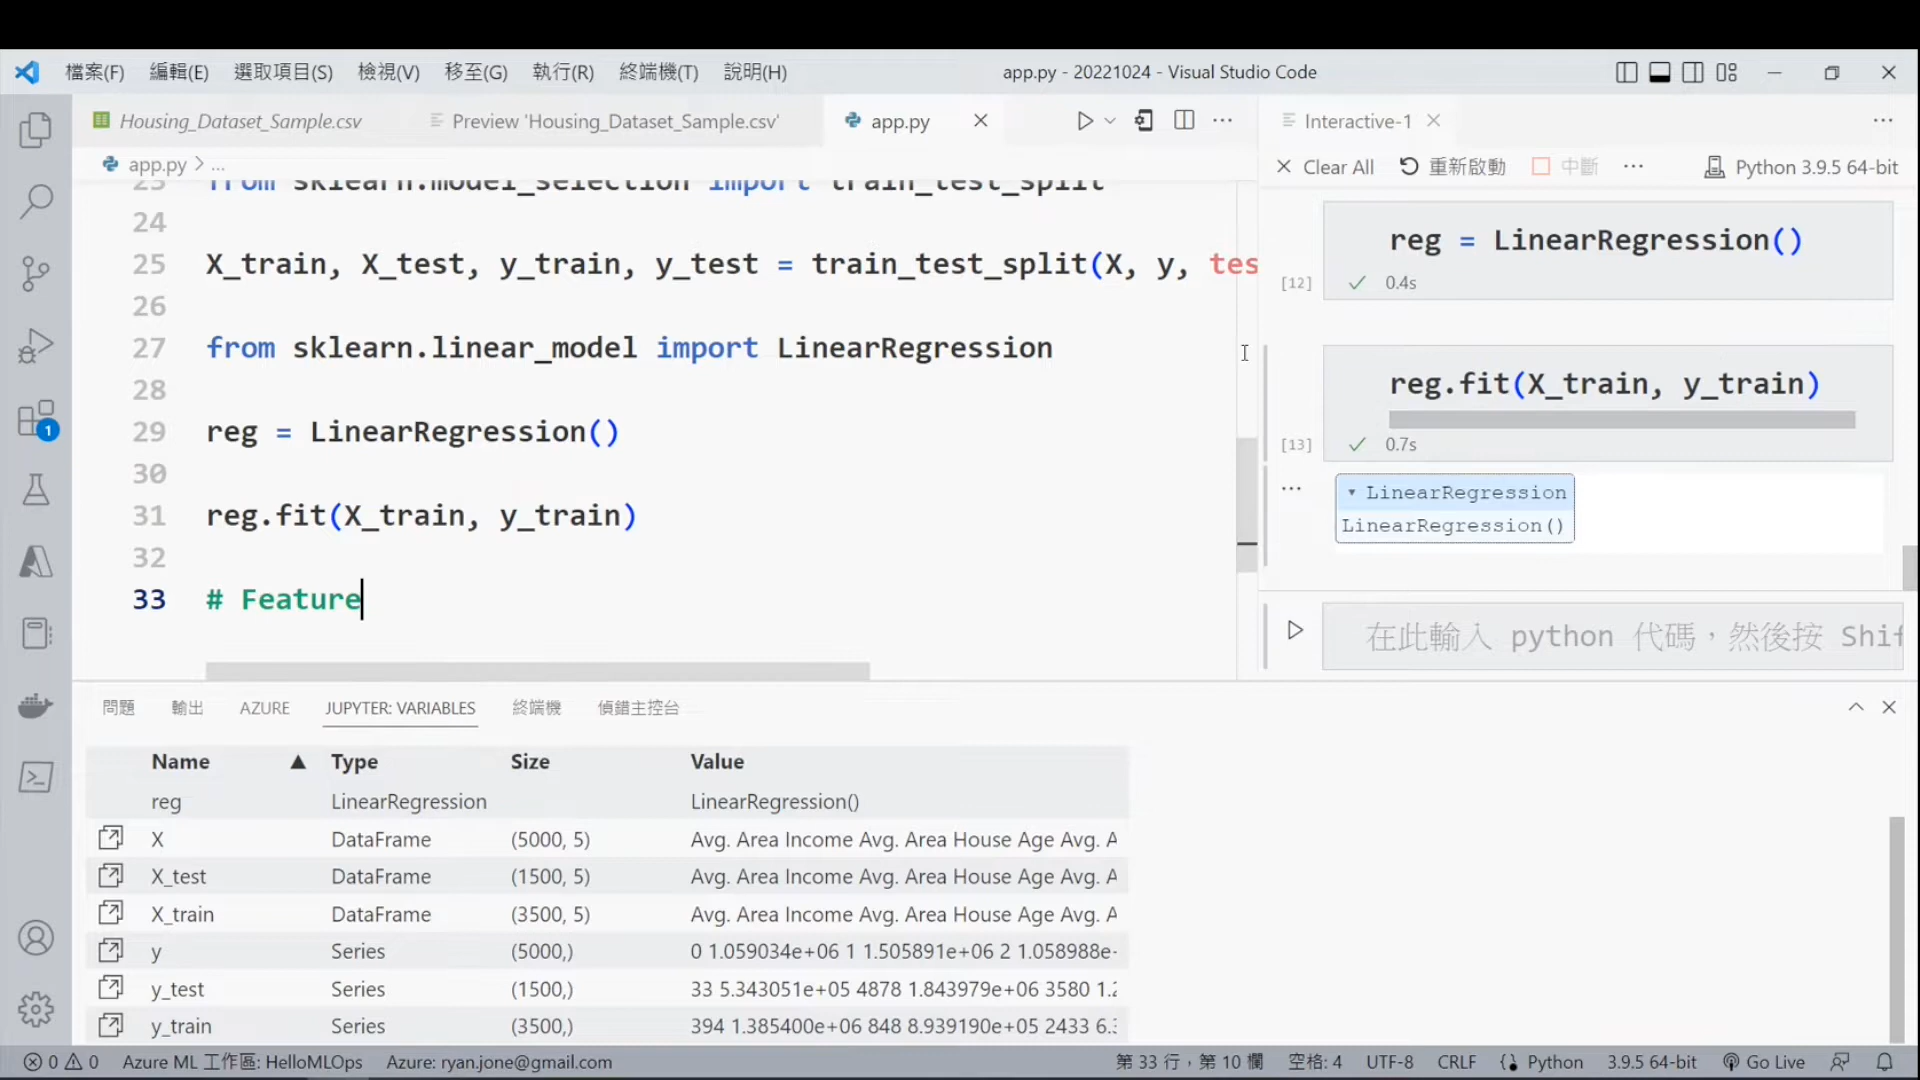 檔案(F) 編輯(E) 選取項目(S) 檢視(V) 移至(G) 執行(R) 終端機(T) 說明(H) app.py - 20221024 - Visual Studio Code
Housing_Dataset_Sample.csv Preview 'Housing_Dataset_Sample.csv' app.py
app.py > ...
23 from sklearn.model_selection import train_test_split
24
25 X_train, X_test, y_train, y_test = train_test_split(X, y, tes
26
27 from sklearn.linear_model import LinearRegression
28
29 reg = LinearRegression()
30
31 reg.fit(X_train, y_train)
32
33 # Feature
Interactive-1
Clear All 重新啟動 中斷 ... Python 3.9.5 64-bit
reg = LinearRegression()
[12] ✓ 0.4s
reg.fit(X_train, y_train)
[13] ✓ 0.7s
... ▾ LinearRegression
LinearRegression()
在此輸入 python 代碼，然後按 Shif
問題 輸出 AZURE JUPYTER: VARIABLES 終端機 偵錯主控台
Name ▲ Type Size Value
reg LinearRegression LinearRegression()
X DataFrame (5000, 5) Avg. Area Income Avg. Area House Age Avg. A
X_test DataFrame (1500, 5) Avg. Area Income Avg. Area House Age Avg. A
X_train DataFrame (3500, 5) Avg. Area Income Avg. Area House Age Avg. A
y Series (5000,) 0 1.059034e+06 1 1.505891e+06 2 1.058988e-
y_test Series (1500,) 33 5.343051e+05 4878 1.843979e+06 3580 1.2
y_train Series (3500,) 394 1.385400e+06 848 8.939190e+05 2433 6.3
0 0 Azure ML 工作區: HelloMLOps Azure: ryan.jone@gmail.com 第 33 行，第 10 欄 空格: 4 UTF-8 CRLF Python 3.9.5 64-bit Go Live
1